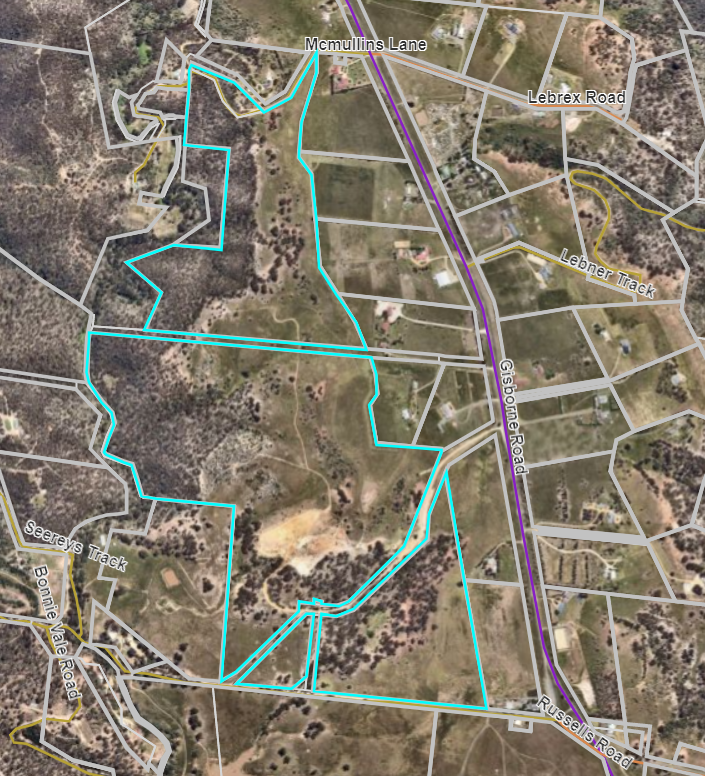 Mcmullins Lane
Lebrex Road
Lebner Track
Gisborne Road
Seereys Track
Bonnie Vale Road
Russells Road